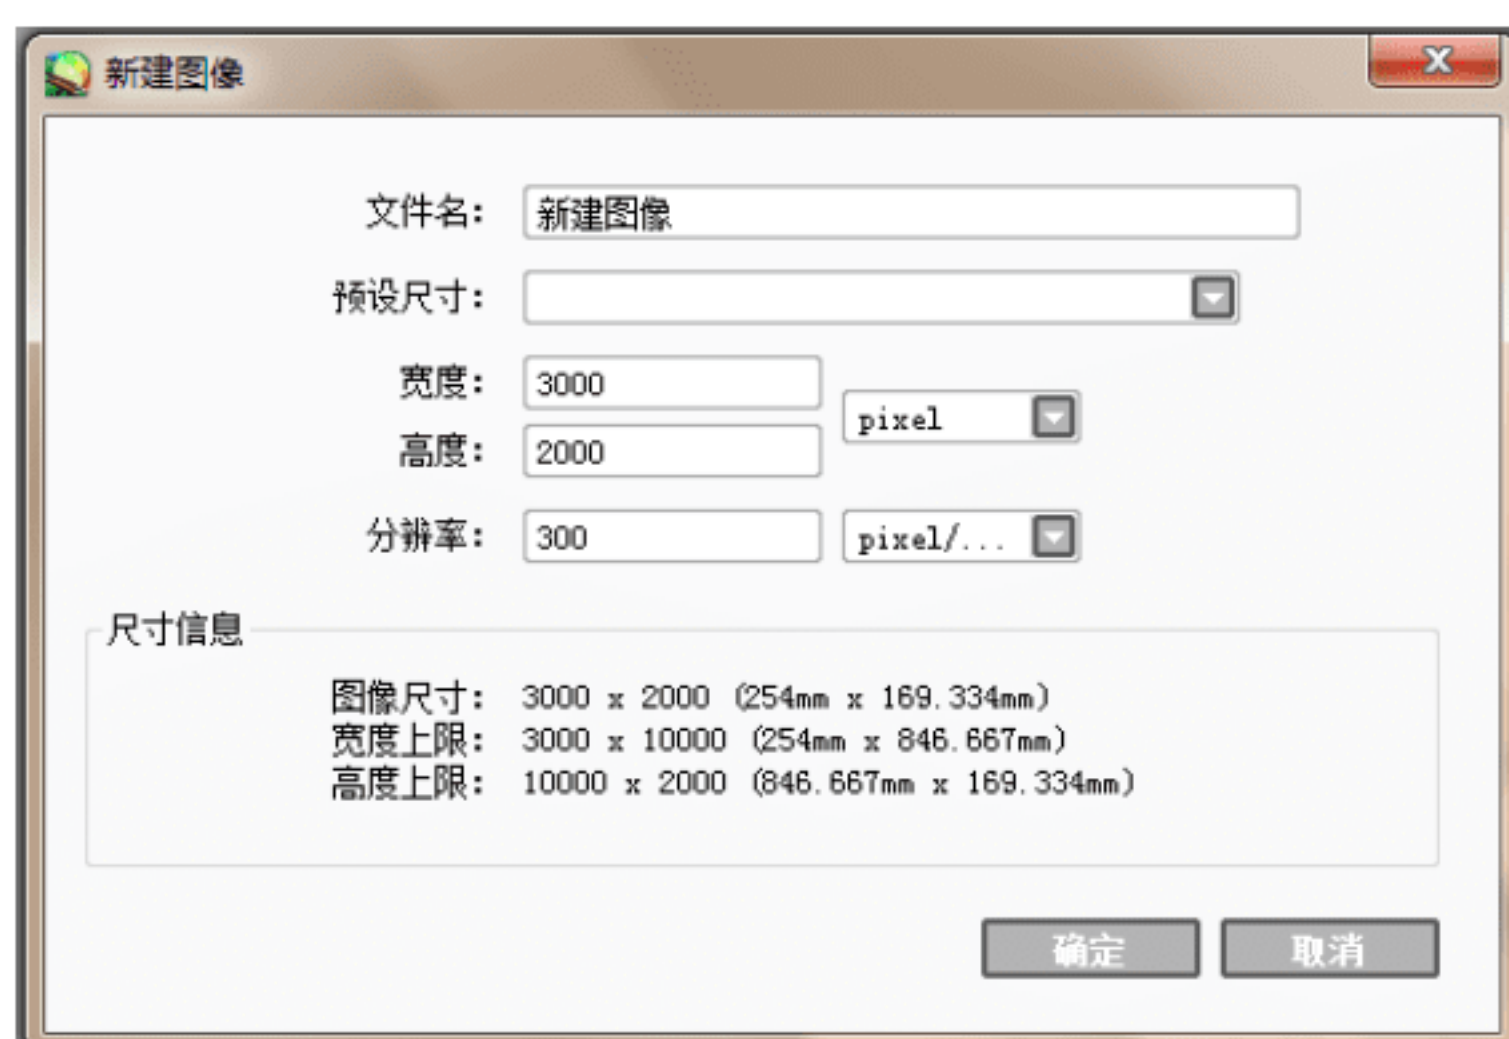 新建图像
文件名： 新建图像
预设尺寸：
宽度： 3000
pixel
高度： 2000
分辨率： 300 pixel/...
尺寸信息
图像尺寸： 3000 x 2000 (254mm x 169.334mm)
宽度上限： 3000 x 10000 (254mm x 846.667mm)
高度上限： 10000 x 2000 (846.667mm x 169.334mm)
确定 取消